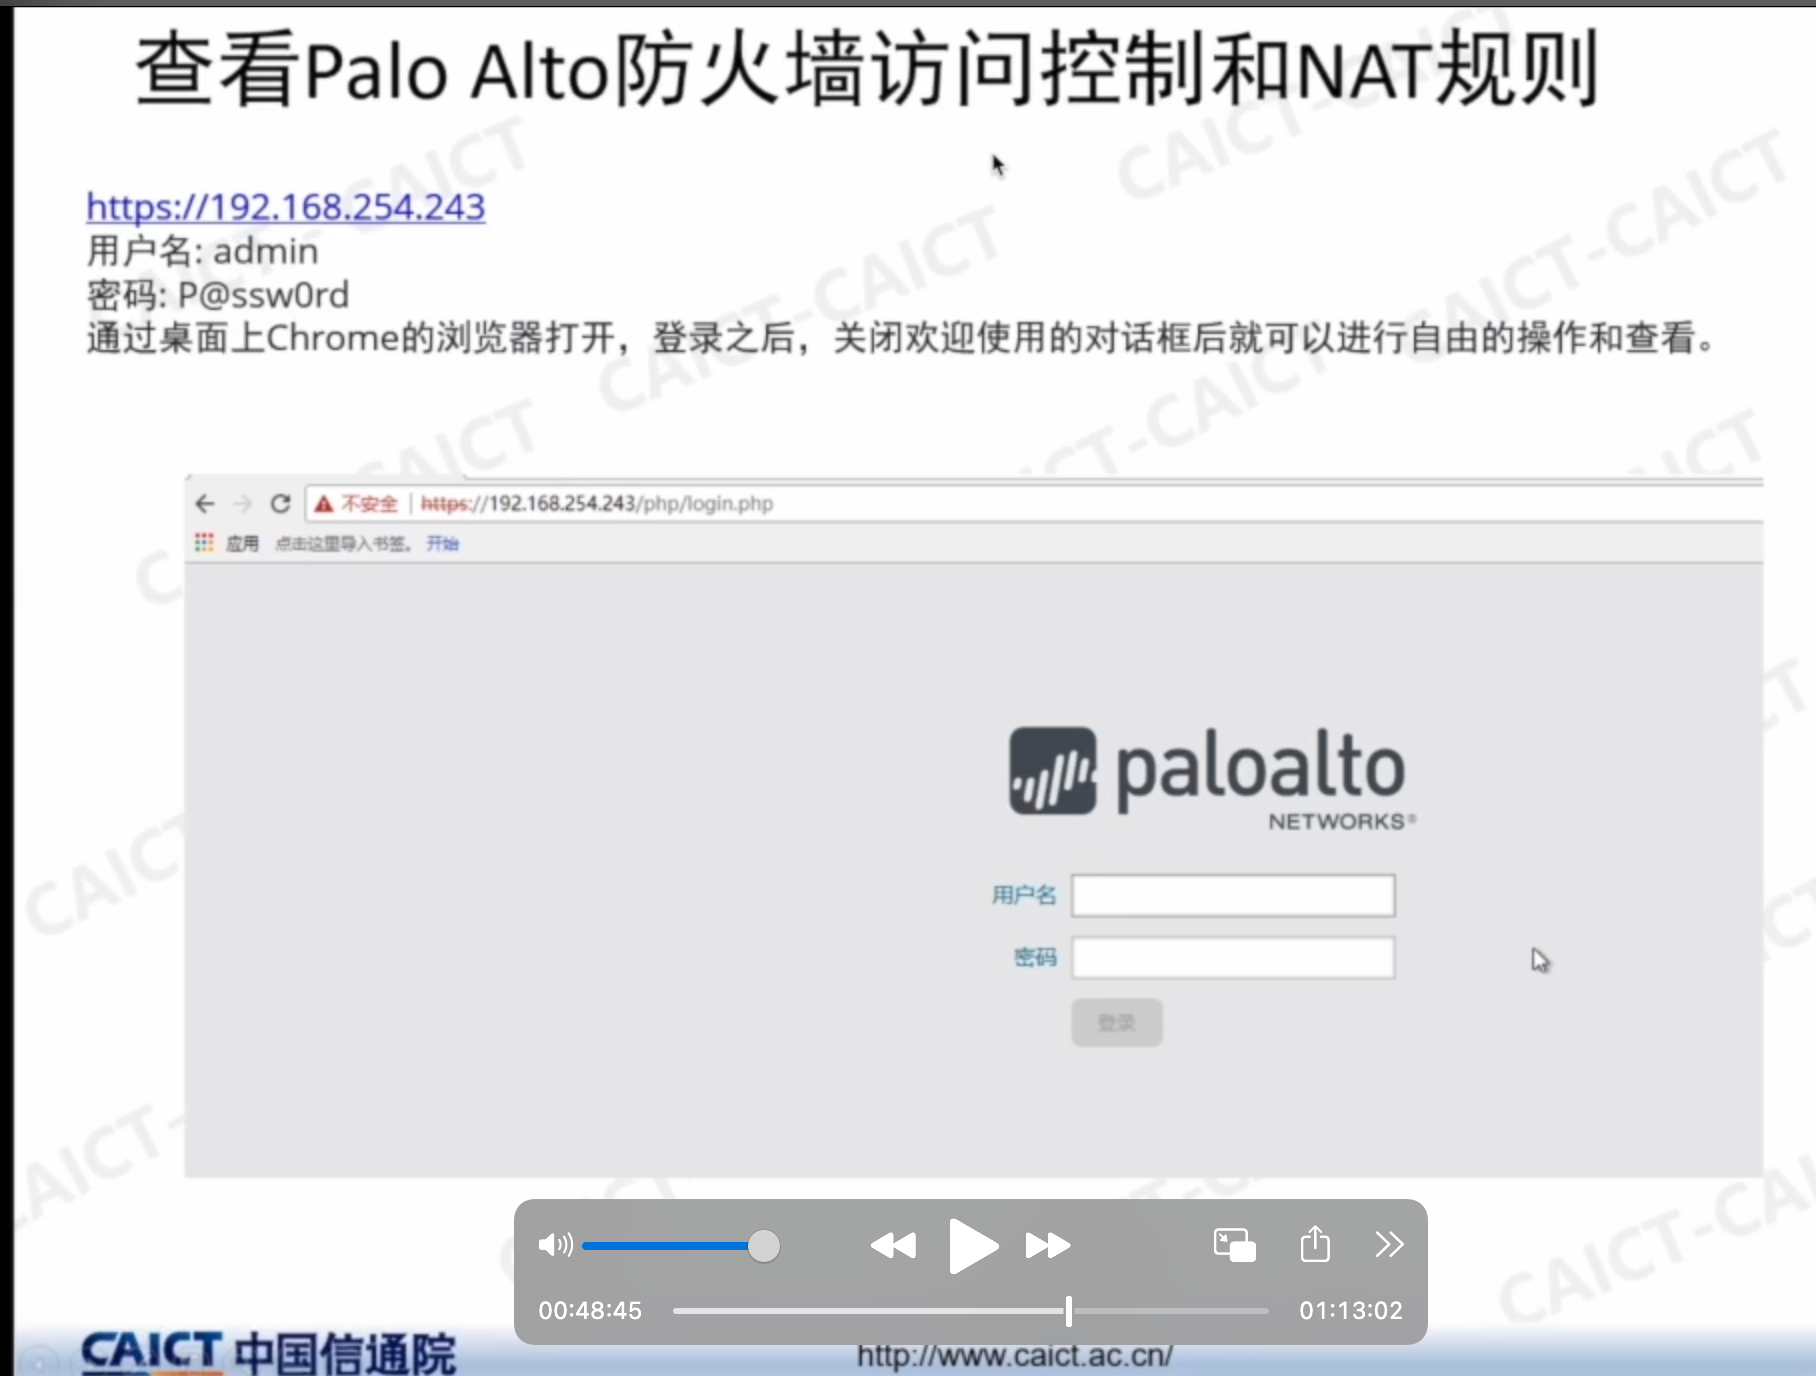 查看Palo Alto防火墙访问控制和NAT规则
https://192.168.254.243
用户名: admin
密码: P@ssw0rd
通过桌面上Chrome的浏览器打开，登录之后，关闭欢迎使用的对话框后就可以进行自由的操作和查看。
不安全 | https://192.168.254.243/php/login.php
应用 点击这里导入书签。 开始
paloalto
NETWORKS®
用户名
密码
登录
00:48:45
01:13:02
CAICT 中国信通院
http://www.caict.ac.cn/
CAICT-CAICT